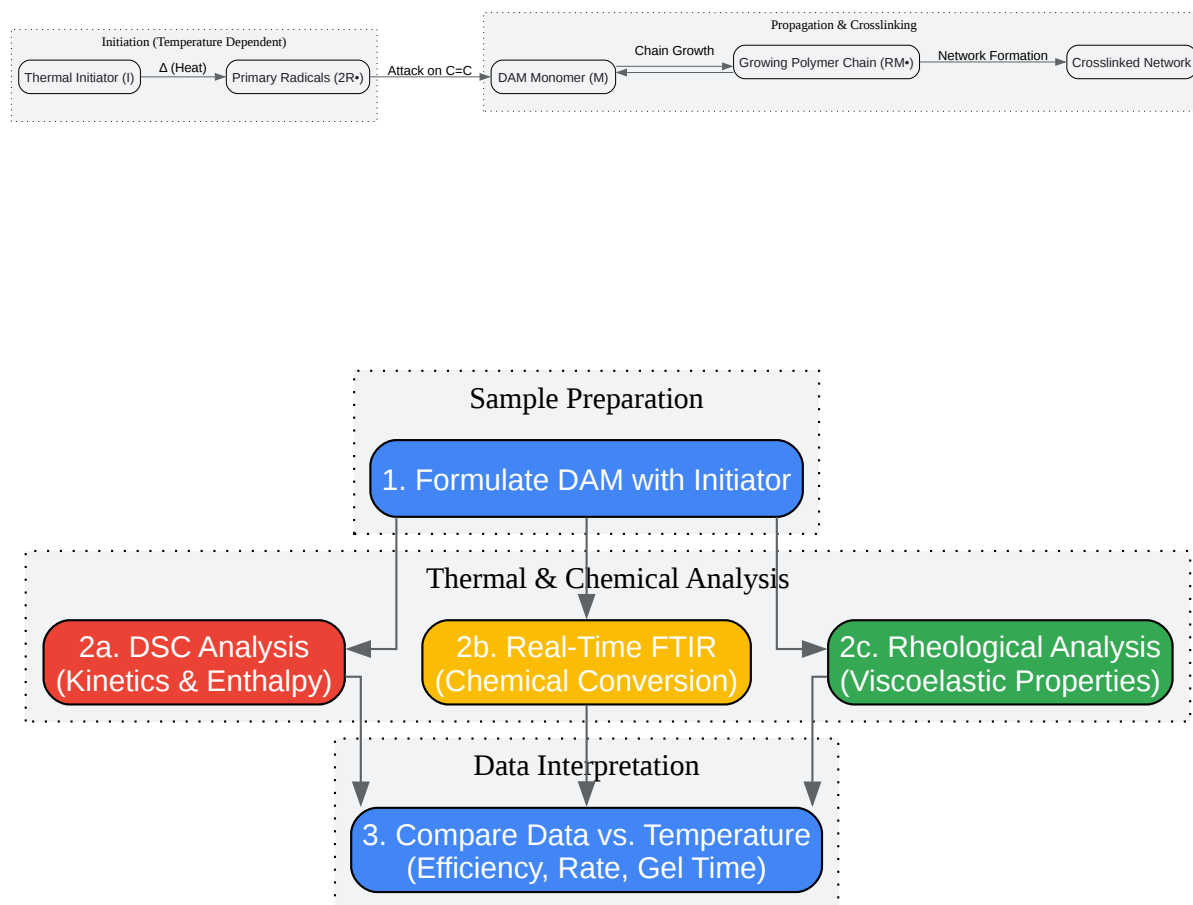 Propagation & Crosslinking
Initiation (Temperature Dependent)
Thermal Initiator (I)
Δ (Heat)
Primary Radicals (2R•)
Attack on C=C
DAM Monomer (M)
Chain Growth
Growing Polymer Chain (RM•)
Network Formation
Crosslinked Network
Sample Preparation
1. Formulate DAM with Initiator
Thermal & Chemical Analysis
2a. DSC Analysis
(Kinetics & Enthalpy)
2b. Real-Time FTIR
(Chemical Conversion)
2c. Rheological Analysis
(Viscoelastic Properties)
Data Interpretation
3. Compare Data vs. Temperature
(Efficiency, Rate, Gel Time)